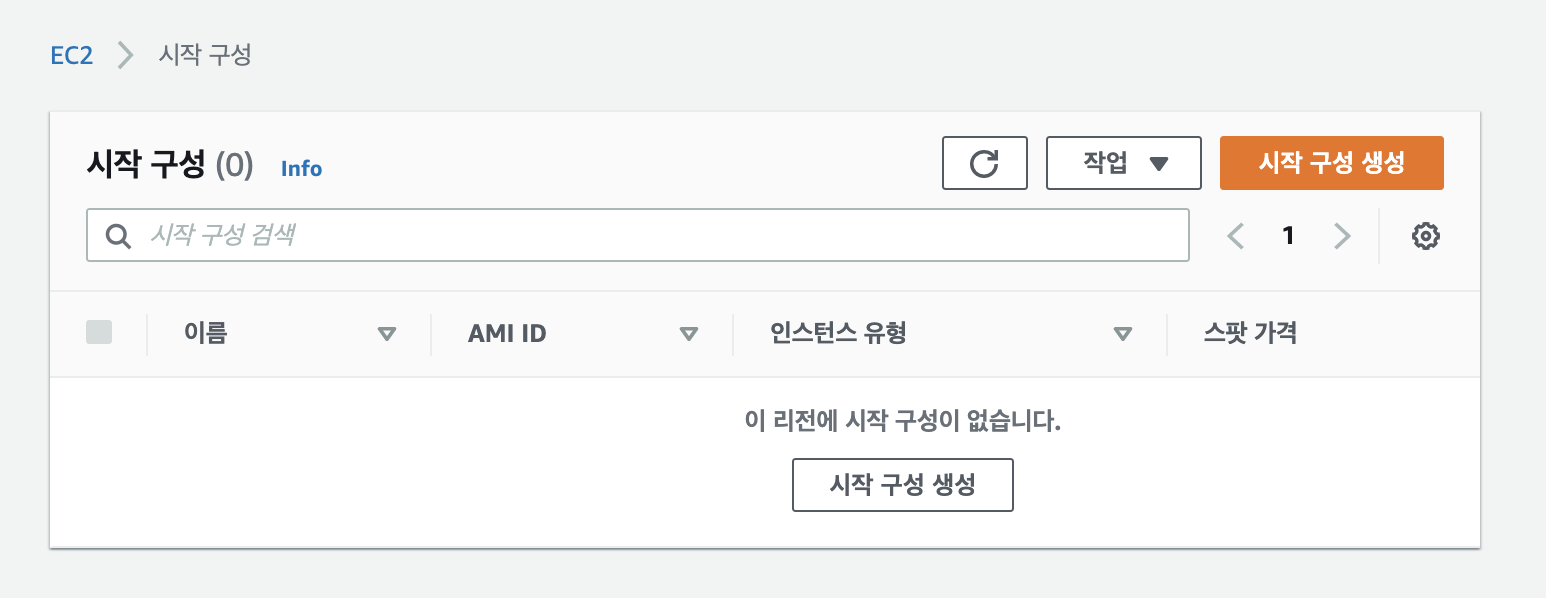 EC2 > 시작 구성
시작 구성 (0) Info
작업
시작 구성 생성
시작 구성 검색
1
이름 AMI ID 인스턴스 유형 스팟 가격
이 리전에 시작 구성이 없습니다.
시작 구성 생성